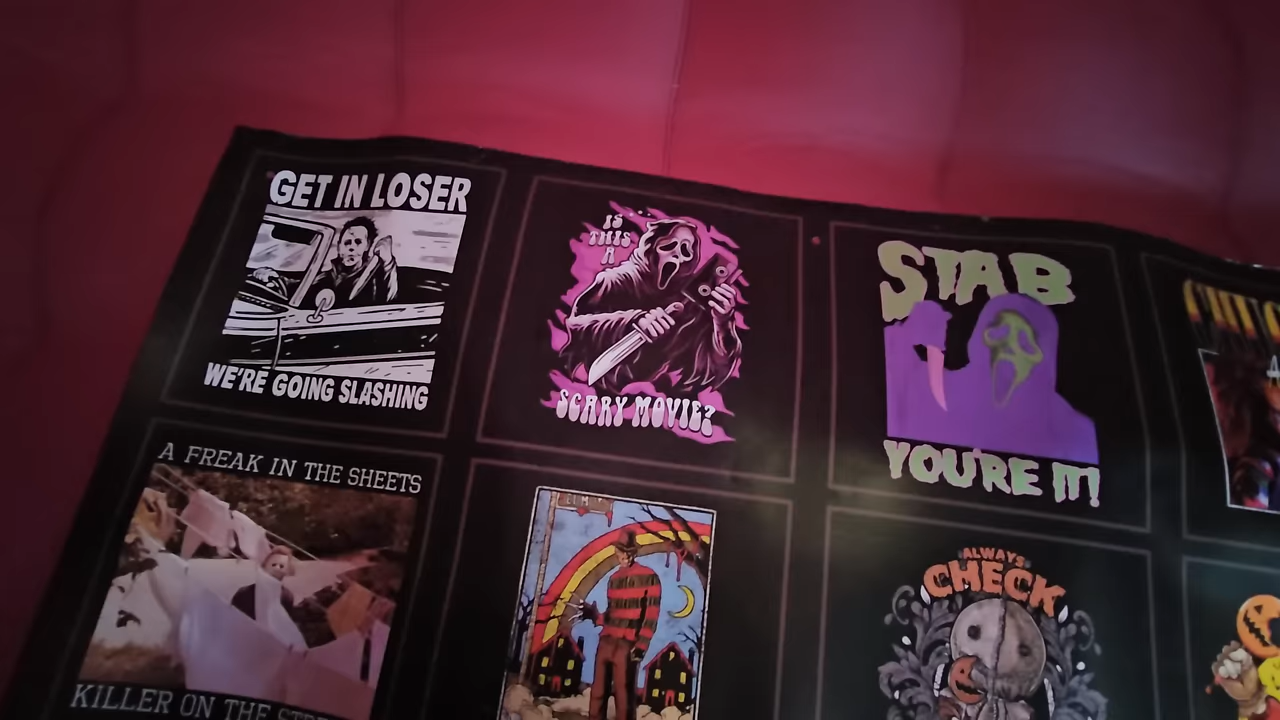 GET IN LOSER
WE'RE GOING SLASHING
IS
THIS
A
SCARY MOVIE?
STAB
YOU'RE IT!
A FREAK IN THE SHEETS
KILLER ON THE
ALWAYS
CHECK